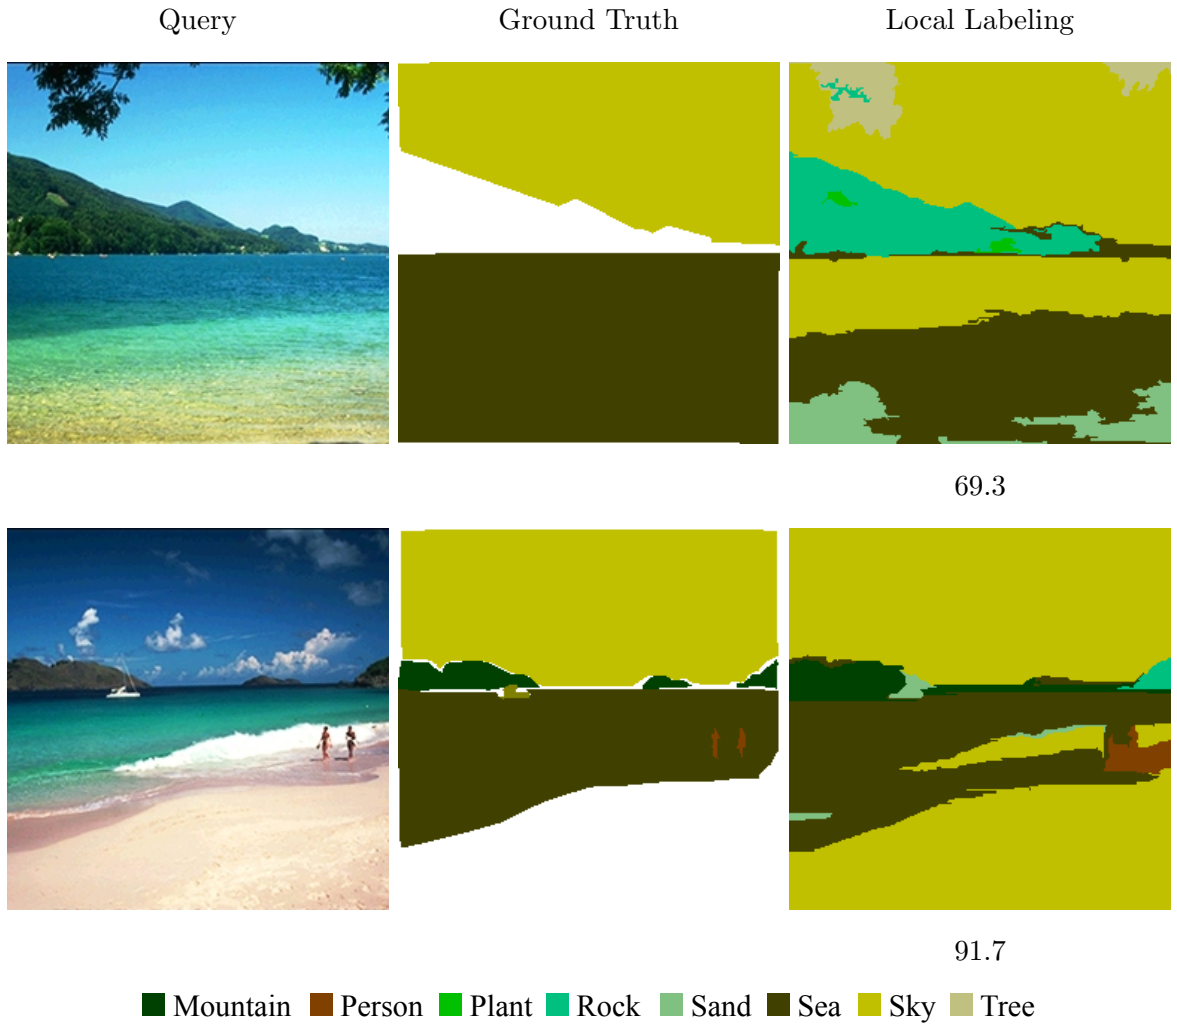 Query Ground Truth Local Labeling
69.3
91.7
Mountain Person Plant Rock Sand Sea Sky Tree